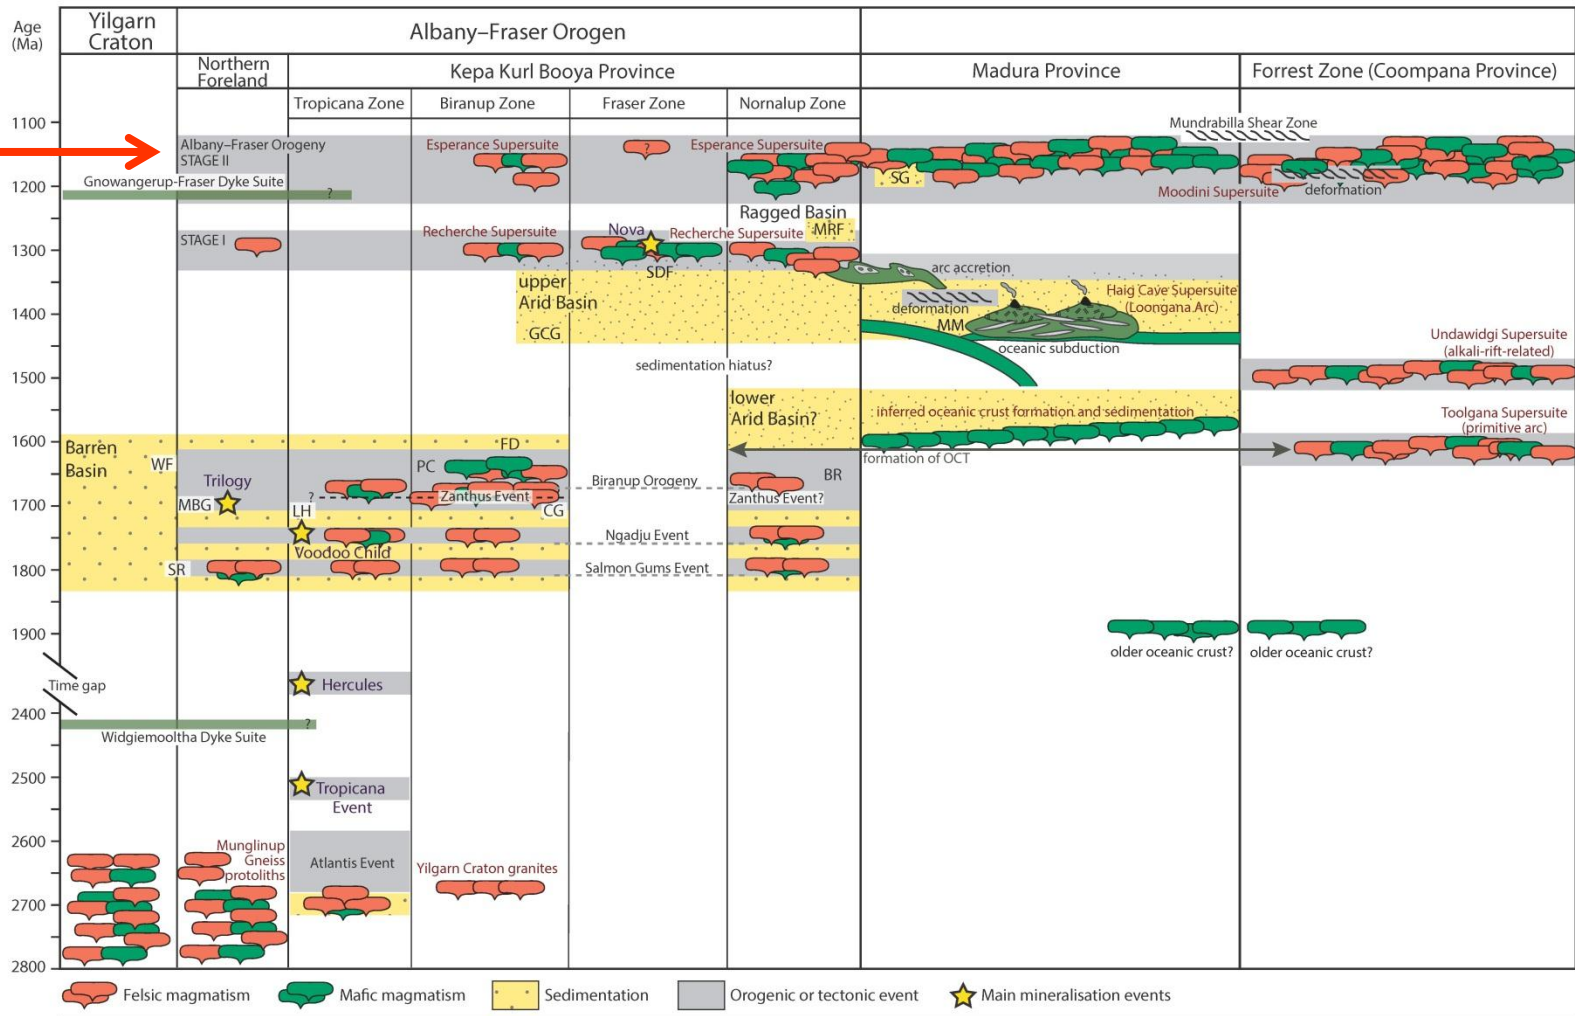 Age
(Ma)
Yilgarn
Craton
Albany–Fraser Orogen
Northern
Foreland
Kepa Kurl Booya Province
Madura Province
Forrest Zone (Coompana Province)
Tropicana Zone
Biranup Zone
Fraser Zone
Nornalup Zone
1100
1200
1300
1400
1500
1600
1700
1800
1900
Time gap
2400
2500
2600
2700
2800
Mundrabilla Shear Zone
Albany–Fraser Orogeny
STAGE II
Esperance Supersuite
?
Esperance Supersuite
SG
Moodini Supersuite
deformation
Gnowangerup-Fraser Dyke Suite
?
Ragged Basin
MRF
STAGE I
Recherche Supersuite
Nova
Recherche Supersuite
SDF
arc accretion
upper
Arid Basin
GCG
deformation
MM
Haig Cave Supersuite
(Loongana Arc)
oceanic subduction
sedimentation hiatus?
Undawidgi Supersuite
(alkali-rift-related)
lower
Arid Basin?
inferred oceanic crust formation and sedimentation
Toolgana Supersuite
(primitive arc)
formation of OCT
Barren
Basin
WF
FD
PC
Trilogy
MBG
?
Zanthus Event
CG
Biranup Orogeny
BR
Zanthus Event?
LH
Voodoo Child
Ngadju Event
SR
Salmon Gums Event
older oceanic crust?
older oceanic crust?
Hercules
?
Widgiemooltha Dyke Suite
Tropicana
Event
Munglinup
Gneiss
protoliths
Atlantis Event
Yilgarn Craton granites
Felsic magmatism
Mafic magmatism
Sedimentation
Orogenic or tectonic event
Main mineralisation events